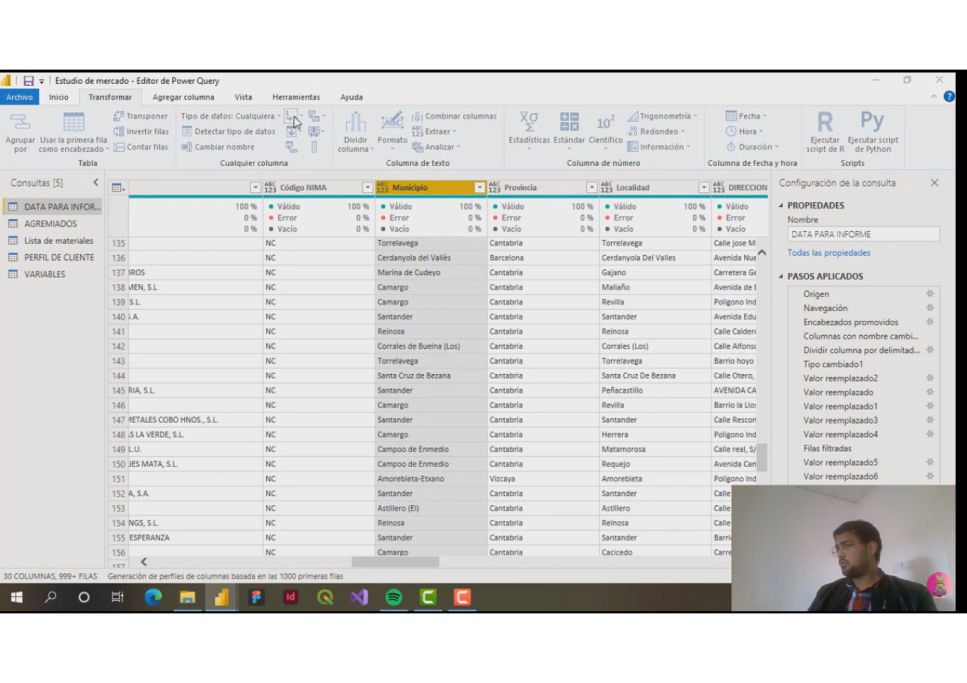 Estudio de mercado - Editor de Power Query
Archivo Inicio Transformar Agregar columna Vista Herramientas Ayuda
Agrupar por
Usar la primera fila como encabezado
Transponer
Invertir filas
Contar filas
Tabla
Tipo de datos: Cualquiera
Detectar tipo de datos
Cambiar nombre
Cualquier columna
Dividir columna
Formato
Combinar columnas
Extraer
Analizar
Columna de texto
Estadísticas
Estándar
Científico
Trigonometría
Redondeo
Información
Columna de número
Fecha
Hora
Duración
Columna de fecha y hora
Ejecutar script de R
Ejecutar script de Python
Scripts
Consultas [5]
DATA PARA INFOR...
AGREMIADOS
Lista de materiales
PERFIL DE CLIENTE
VARIABLES
Código NIMA Municipio Provincia Localidad DIRECCION
100 % Válido 100 % Válido 100 % Válido 100 % Válido 100 % Válido
0 % Error 0 % Error 0 % Error 0 % Error 0 % Error
0 % Vacío 0 % Vacío 0 % Vacío 0 % Vacío 0 % Vacío
135 NC Torrelavega Cantabria Torrelavega Calle jose M
136 NC Cerdanyola del Vallès Barcelona Cerdanyola Del Valles Avenida Nue
137 IROS NC Marina de Cudeyo Cantabria Gajano Carretera Ge
138 MEN, S.L NC Camargo Cantabria Maliaño Avenida de l
139 S.L. NC Camargo Cantabria Revilla Poligono Ind
140 S.A. NC Santander Cantabria Santander Avenida Edu
141 NC Reinosa Cantabria Reinosa Calle Calder
142 NC Corrales de Buelna (Los) Cantabria Corrales (Los) Calle Alfons
143 NC Torrelavega Cantabria Torrelavega Barrio hoyo
144 NC Santa Cruz de Bezana Cantabria Santa Cruz De Bezana Calle Otero,
145 RIA, S.L. NC Santander Cantabria Peñacastillo AVENIDA CA
146 NC Camargo Cantabria Revilla Barrio la Llo
147 METALES COBO HNOS., S.L. NC Santander Cantabria Santander Calle Rescon
148 S LA VERDE, S.L. NC Camargo Cantabria Herrera Poligono Ind
149 L.U. NC Campoo de Enmedio Cantabria Matamorosa Calle real, S/
150 JES MATA, S.L. NC Campoo de Enmedio Cantabria Requejo Avenida Can
151 NC Amorebieta-Etxano Vizcaya Amorebieta Poligono Ind
152 A, S.A. NC Santander Cantabria Santander Calle
153 NC Astillero (El) Cantabria Astillero Calle
154 NGS, S.L. NC Reinosa Cantabria Reinosa Calle
155 ESPERANZA NC Santander Cantabria Santander Barri
156 NC Camargo Cantabria Cacicedo Carre
157
30 COLUMNAS, 999+ FILAS Generación de perfiles de columnas basada en las 1000 primeras filas
Configuración de la consulta
PROPIEDADES
Nombre
DATA PARA INFORME
Todas las propiedades
PASOS APLICADOS
Origen
Navegación
Encabezados promovidos
Columnas con nombre cambi...
Dividir columna por delimitad...
Tipo cambiado1
Valor reemplazado2
Valor reemplazado
Valor reemplazado1
Valor reemplazado3
Valor reemplazado4
Filas filtradas
Valor reemplazado5
Valor reemplazado6